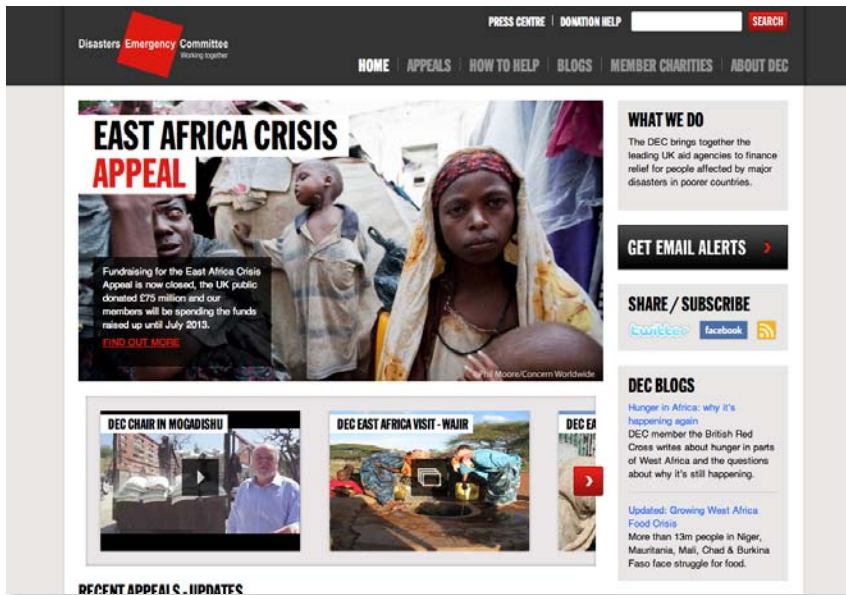 PRESS CENTRE
DONATION HELP
SEARCH
Disasters Emergency Committee
Working together
HOME
APPEALS
HOW TO HELP
BLOGS
MEMBER CHARITIES
ABOUT DEC
EAST AFRICA CRISIS
APPEAL
Fundraising for the East Africa Crisis
Appeal is now closed, the UK public
donated £75 million and our
members will be spending the funds
raised up until July 2013.
FIND OUT MORE
©Phil Moore/Concern Worldwide
DEC CHAIR IN MOGADISHU
DEC EAST AFRICA VISIT - WAJIR
DEC EA
RECENT APPEALS - UPDATES
WHAT WE DO
The DEC brings together the
leading UK aid agencies to finance
relief for people affected by major
disasters in poorer countries.
GET EMAIL ALERTS
SHARE / SUBSCRIBE
twitter
facebook
DEC BLOGS
Hunger in Africa: why it's
happening again
DEC member the British Red
Cross writes about hunger in parts
of West Africa and the questions
about why it's still happening.
Updated: Growing West Africa
Food Crisis
More than 13m people in Niger,
Mauritania, Mali, Chad & Burkina
Faso face struggle for food.